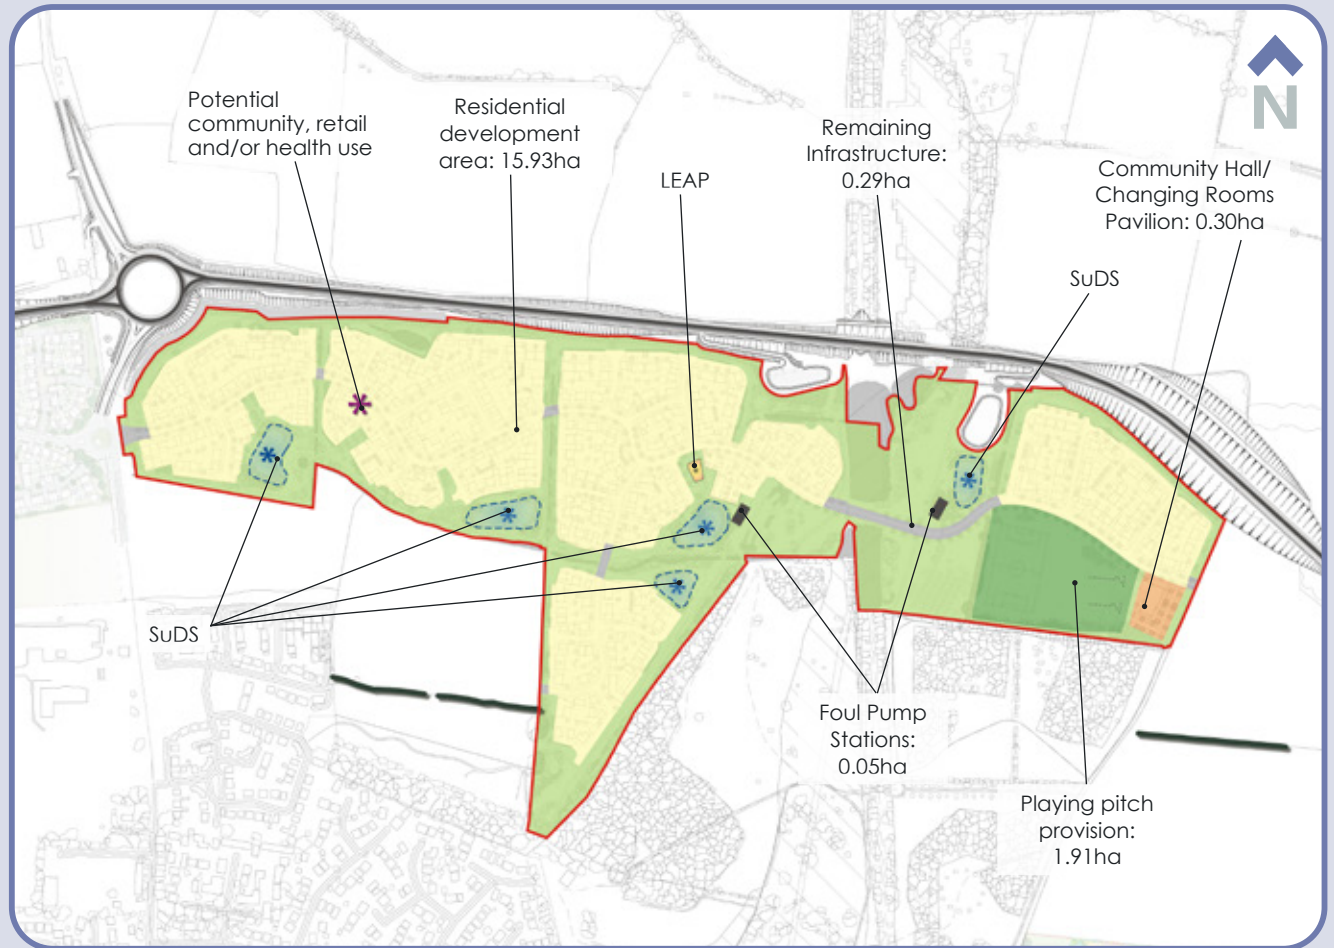 N
Potential
community, retail
and/or health use
Residential
development
area: 15.93ha
LEAP
Remaining
Infrastructure:
0.29ha
Community Hall/
Changing Rooms
Pavilion: 0.30ha
SuDS
SuDS
Foul Pump
Stations:
0.05ha
Playing pitch
provision:
1.91ha